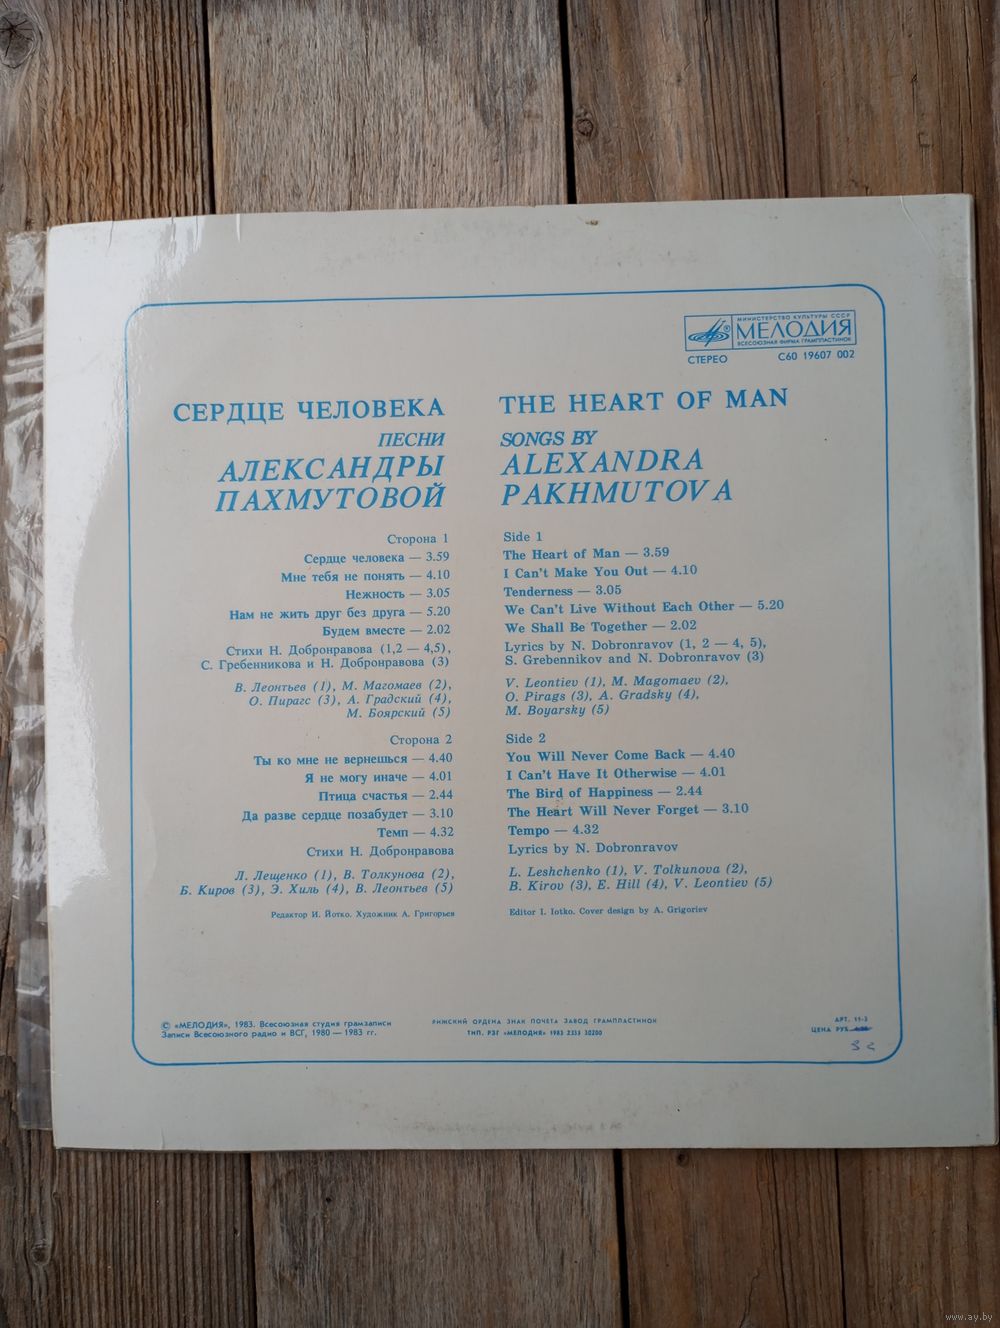 МИНИСТЕРСТВО КУЛЬТУРЫ СССР
МЕЛОДИЯ
ВСЕСОЮЗНАЯ ФИРМА ГРАМПЛАСТИНОК
СТЕРЕО С60 19607 002
СЕРДЦЕ ЧЕЛОВЕКА
ПЕСНИ
АЛЕКСАНДРЫ
ПАХМУТОВОЙ
Сторона 1
Сердце человека — 3.59
Мне тебя не понять — 4.10
Нежность — 3.05
Нам не жить друг без друга — 5.20
Будем вместе — 2.02
Стихи Н. Добронравова (1,2 — 4,5),
С. Гребенникова и Н. Добронравова (3)
В. Леонтьев (1), М. Магомаев (2),
О. Пирагс (3), А. Градский (4),
М. Боярский (5)
Сторона 2
Ты ко мне не вернешься — 4.40
Я не могу иначе — 4.01
Птица счастья — 2.44
Да разве сердце позабудет — 3.10
Темп — 4.32
Стихи Н. Добронравова
Л. Лещенко (1), В. Толкунова (2),
Б. Киров (3), Э. Хиль (4), В. Леонтьев (5)
Редактор И. Йотко. Художник А. Григорьев
THE HEART OF MAN
SONGS BY
ALEXANDRA
PAKHMUTOVA
Side 1
The Heart of Man — 3.59
I Can't Make You Out — 4.10
Tenderness — 3.05
We Can't Live Without Each Other — 5.20
We Shall Be Together — 2.02
Lyrics by N. Dobronravov (1, 2 — 4, 5),
S. Grebennikov and N. Dobronravov (3)
V. Leontiev (1), M. Magomaev (2),
O. Pirags (3), A. Gradsky (4),
M. Boyarsky (5)
Side 2
You Will Never Come Back — 4.40
I Can't Have It Otherwise — 4.01
The Bird of Happiness — 2.44
The Heart Will Never Forget — 3.10
Tempo — 4.32
Lyrics by N. Dobronravov
L. Leshchenko (1), V. Tolkunova (2),
B. Kirov (3), E. Hill (4), V. Leontiev (5)
Editor I. Iotko. Cover design by A. Grigoriev
© «МЕЛОДИЯ», 1983. Всесоюзная студия грамзаписи
Записи Всесоюзного радио и ВСГ, 1980 — 1983 гг.
РИЖСКИЙ ОРДЕНА ЗНАК ПОЧЕТА ЗАВОД ГРАМПЛАСТИНОК
ТИП. РЗГ «МЕЛОДИЯ» 1983 2353 30200
АРТ. 11-3
ЦЕНА РУБ.
www.ay.by